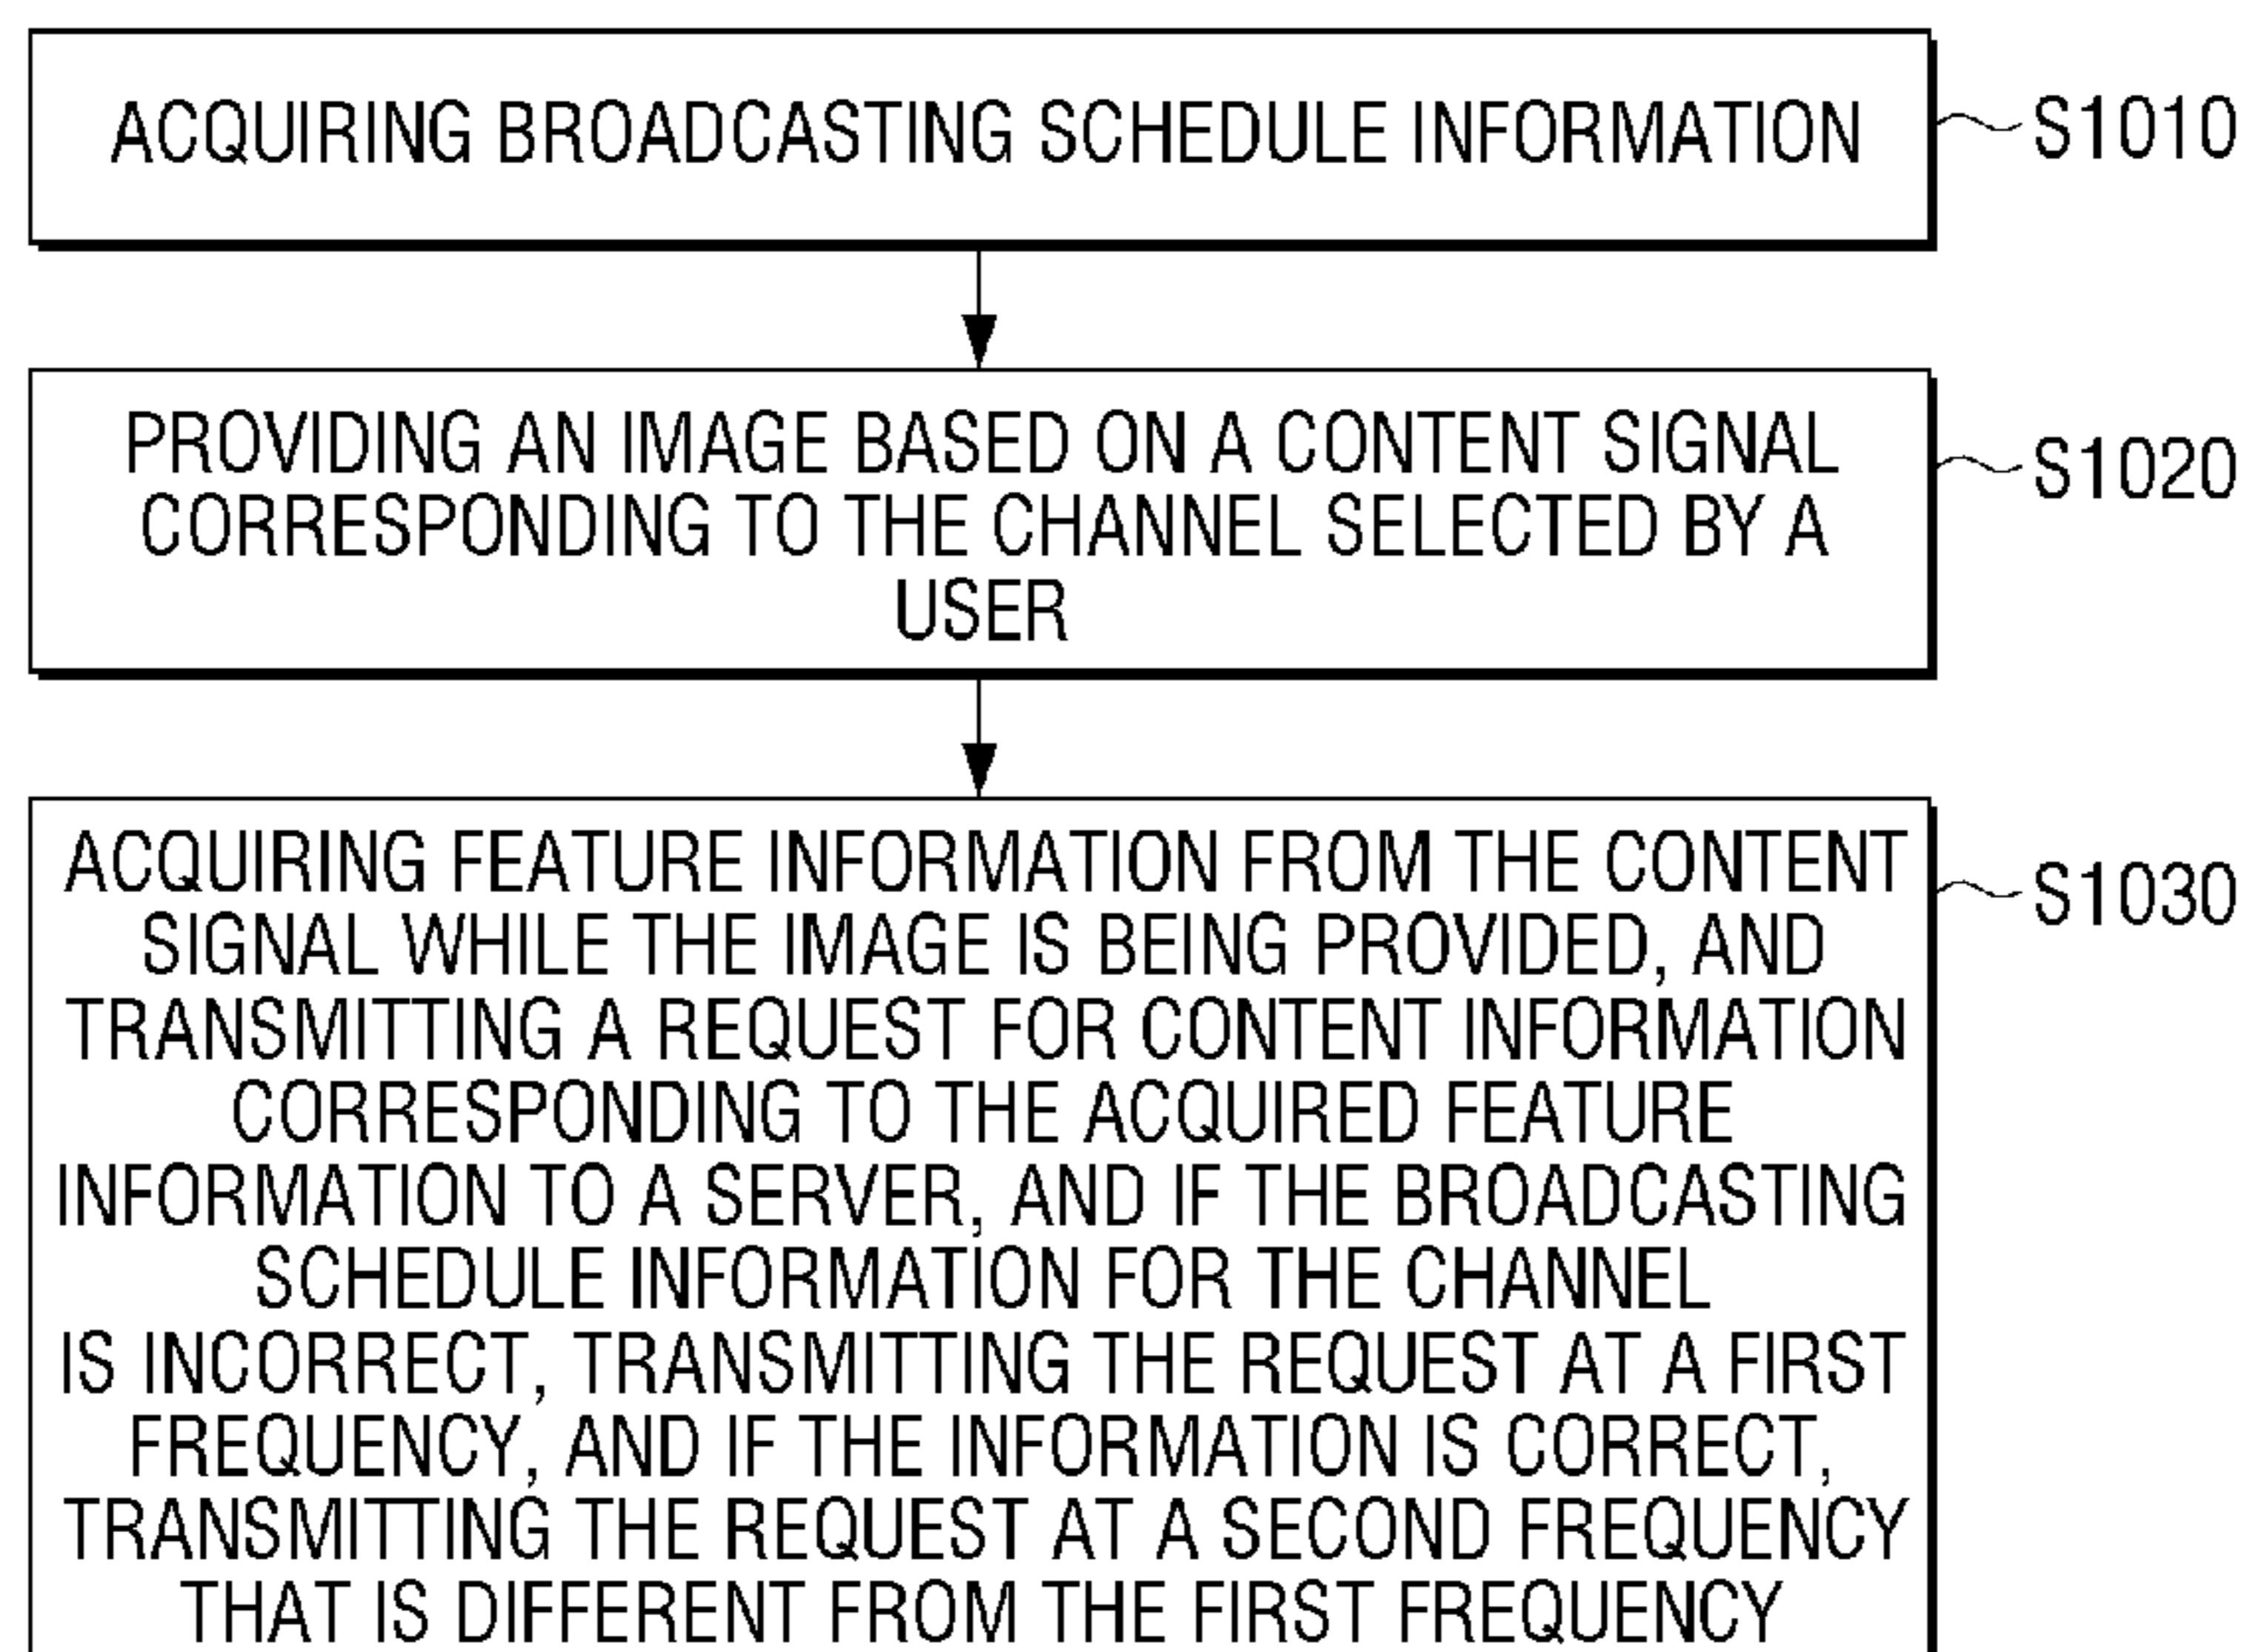 ACQUIRING BROADCASTING SCHEDULE INFORMATION
S1010
PROVIDING AN IMAGE BASED ON A CONTENT SIGNAL
CORRESPONDING TO THE CHANNEL SELECTED BY A
USER
S1020
ACQUIRING FEATURE INFORMATION FROM THE CONTENT
SIGNAL WHILE THE IMAGE IS BEING PROVIDED, AND
TRANSMITTING A REQUEST FOR CONTENT INFORMATION
CORRESPONDING TO THE ACQUIRED FEATURE
INFORMATION TO A SERVER, AND IF THE BROADCASTING
SCHEDULE INFORMATION FOR THE CHANNEL
IS INCORRECT, TRANSMITTING THE REQUEST AT A FIRST
FREQUENCY, AND IF THE INFORMATION IS CORRECT,
TRANSMITTING THE REQUEST AT A SECOND FREQUENCY
THAT IS DIFFERENT FROM THE FIRST FREQUENCY
S1030